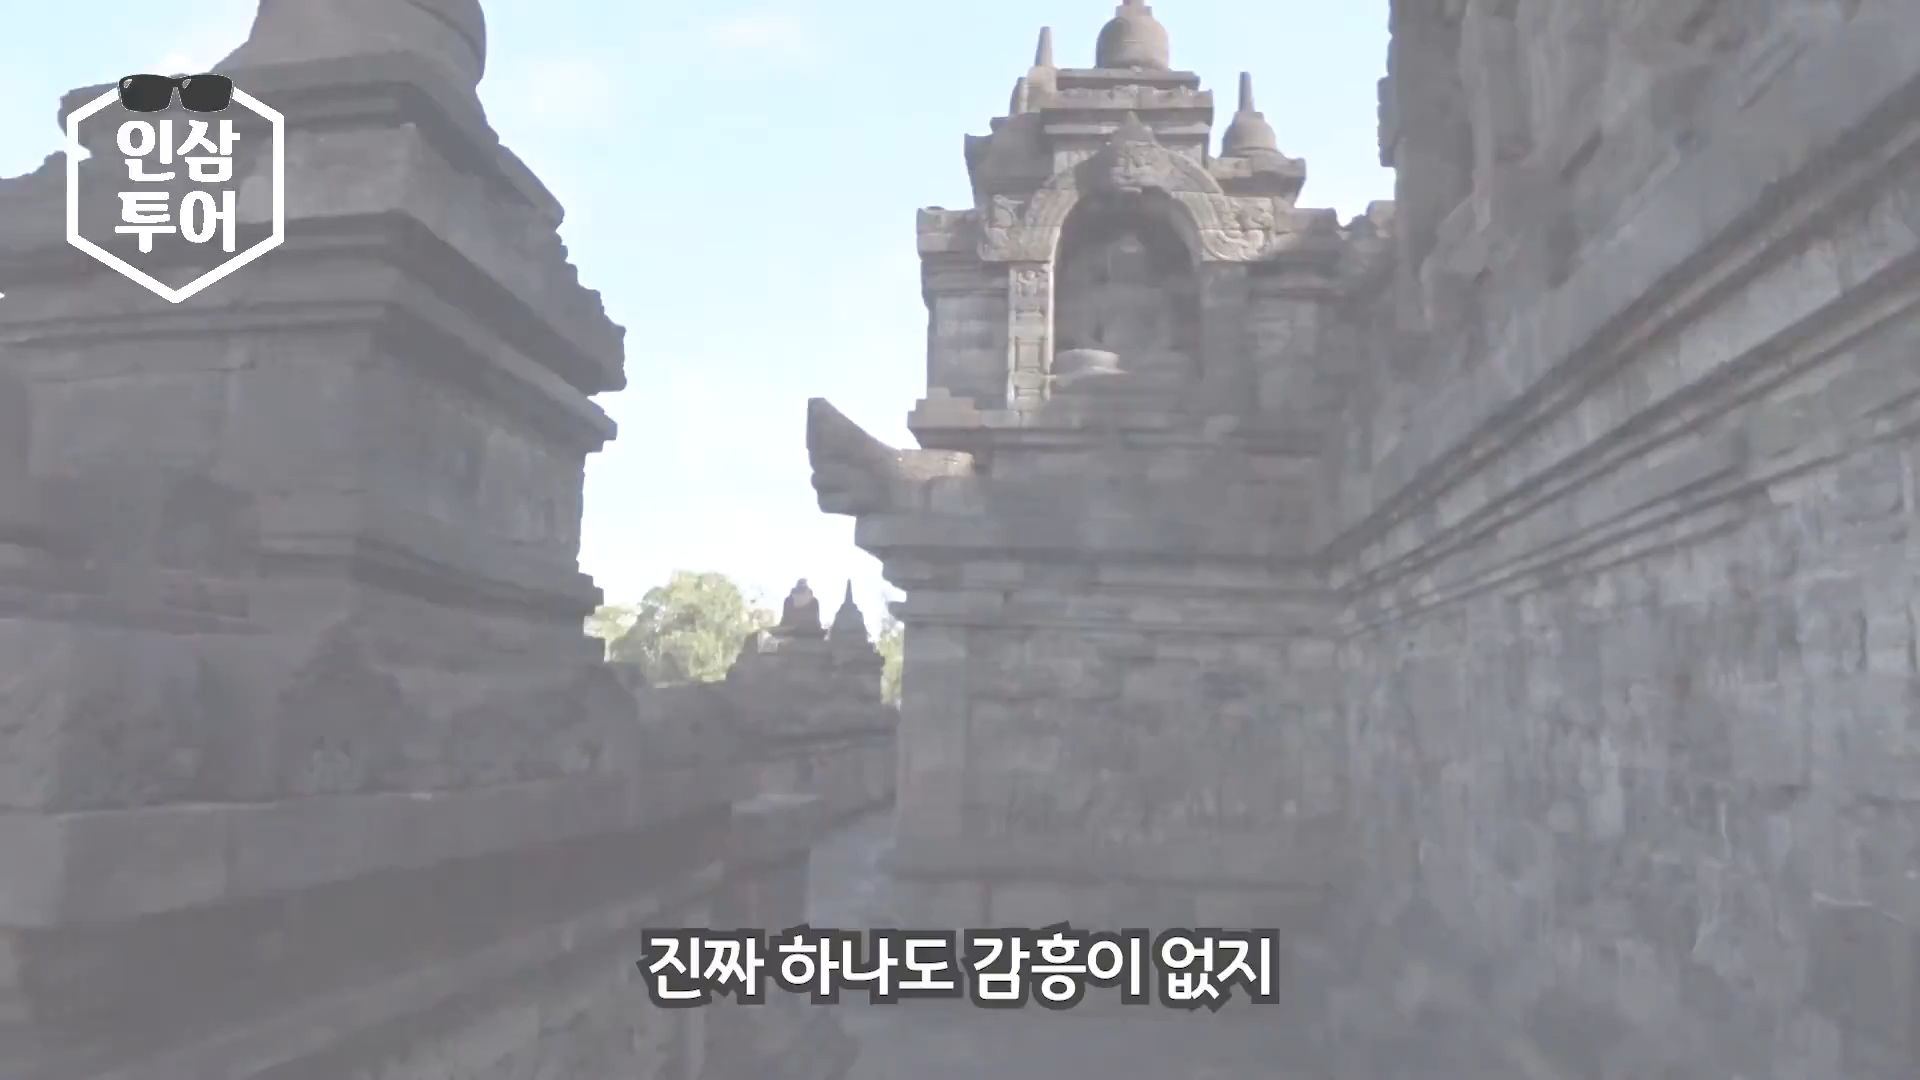 인삼
투어
진짜 하나도 감흥이 없지